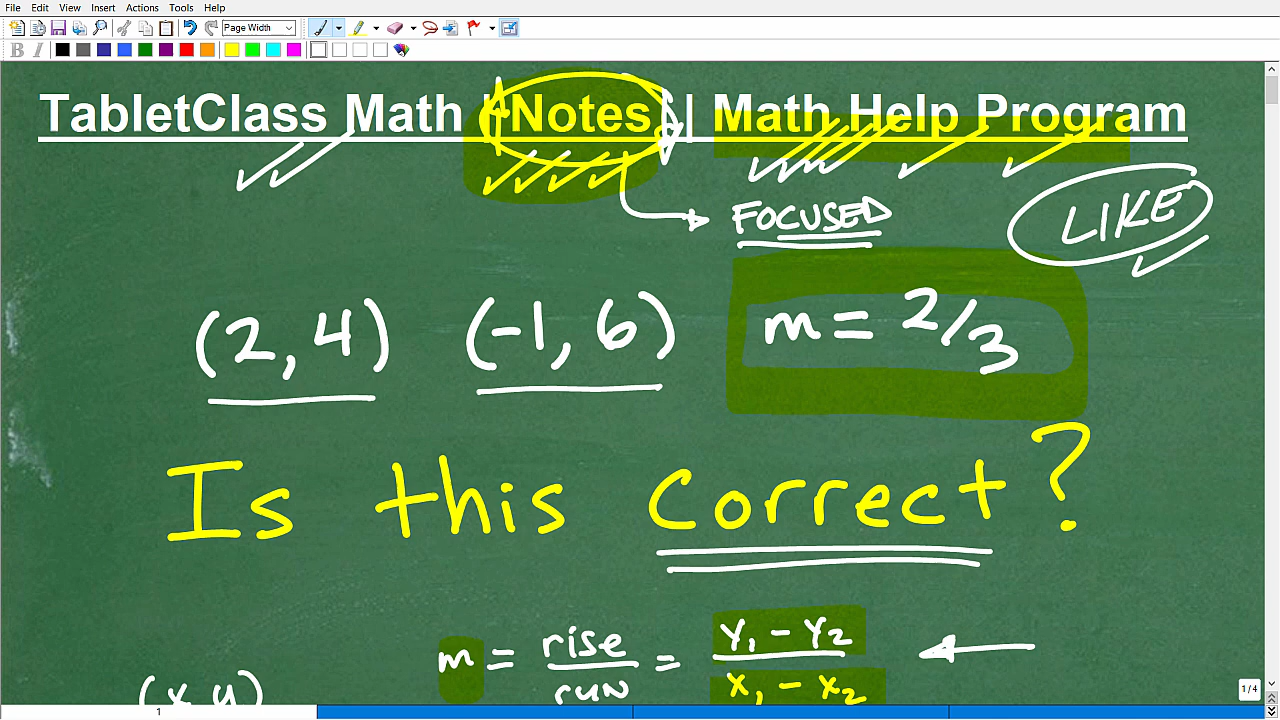 File Edit View Insert Actions Tools Help
Page Width
B I
TabletClass Math || Notes || Math Help Program
FOCUSED
LIKE
(2, 4) (-1, 6) m = 2/3
Is this correct?
m = rise/run = y₁ - y₂/x₁ - x₂
(x, y)
1/4
1